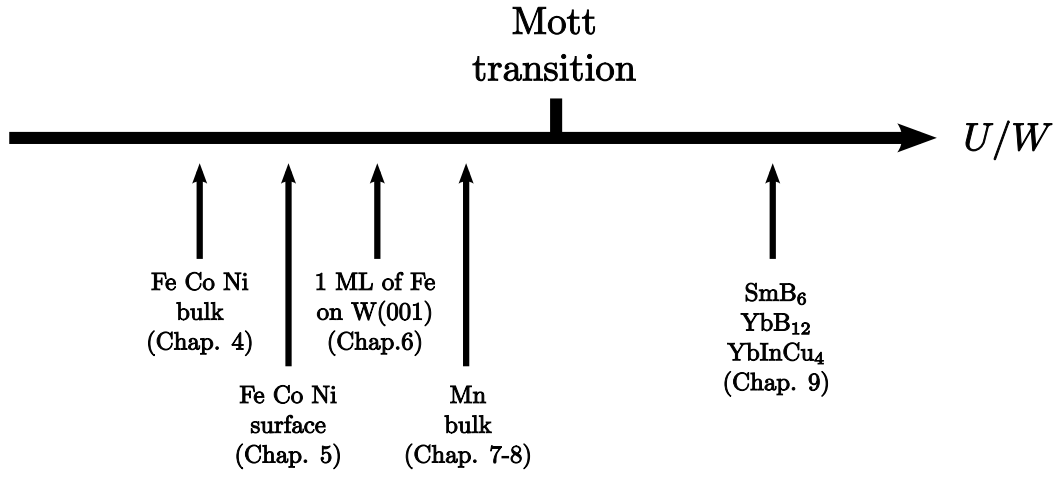 Mott
transition
U/W
Fe Co Ni
bulk
(Chap. 4)
Fe Co Ni
surface
(Chap. 5)
1 ML of Fe
on W(001)
(Chap.6)
Mn
bulk
(Chap. 7-8)
SmB₆
YbB₁₂
YbInCu₄
(Chap. 9)